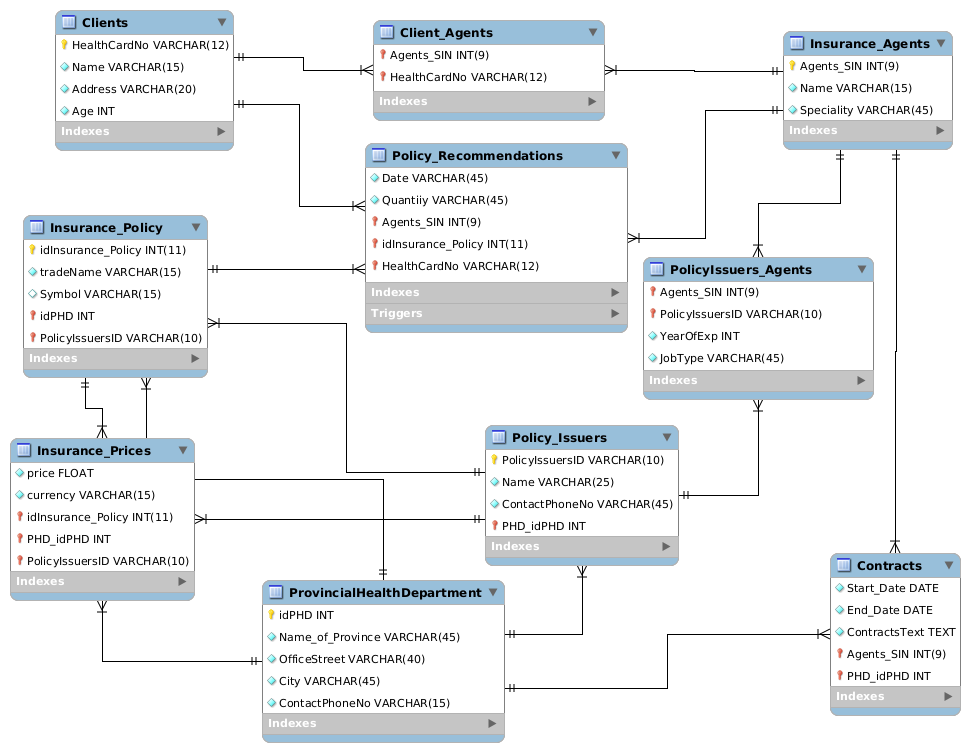 Clients
HealthCardNo VARCHAR(12)
Name VARCHAR(15)
Address VARCHAR(20)
Age INT
Indexes
Client_Agents
Agents_SIN INT(9)
HealthCardNo VARCHAR(12)
Indexes
Insurance_Agents
Agents_SIN INT(9)
Name VARCHAR(15)
Speciality VARCHAR(45)
Indexes
Policy_Recommendations
Date VARCHAR(45)
Quantiiy VARCHAR(45)
Agents_SIN INT(9)
idInsurance_Policy INT(11)
HealthCardNo VARCHAR(12)
Indexes
Triggers
Insurance_Policy
idInsurance_Policy INT(11)
tradeName VARCHAR(15)
Symbol VARCHAR(15)
idPHD INT
PolicyIssuersID VARCHAR(10)
Indexes
PolicyIssuers_Agents
Agents_SIN INT(9)
PolicyIssuersID VARCHAR(10)
YearOfExp INT
JobType VARCHAR(45)
Indexes
Insurance_Prices
price FLOAT
currency VARCHAR(15)
idInsurance_Policy INT(11)
PHD_idPHD INT
PolicyIssuersID VARCHAR(10)
Indexes
Policy_Issuers
PolicyIssuersID VARCHAR(10)
Name VARCHAR(25)
ContactPhoneNo VARCHAR(45)
PHD_idPHD INT
Indexes
ProvincialHealthDepartment
idPHD INT
Name_of_Province VARCHAR(45)
OfficeStreet VARCHAR(40)
City VARCHAR(45)
ContactPhoneNo VARCHAR(15)
Indexes
Contracts
Start_Date DATE
End_Date DATE
ContractsText TEXT
Agents_SIN INT(9)
PHD_idPHD INT
Indexes